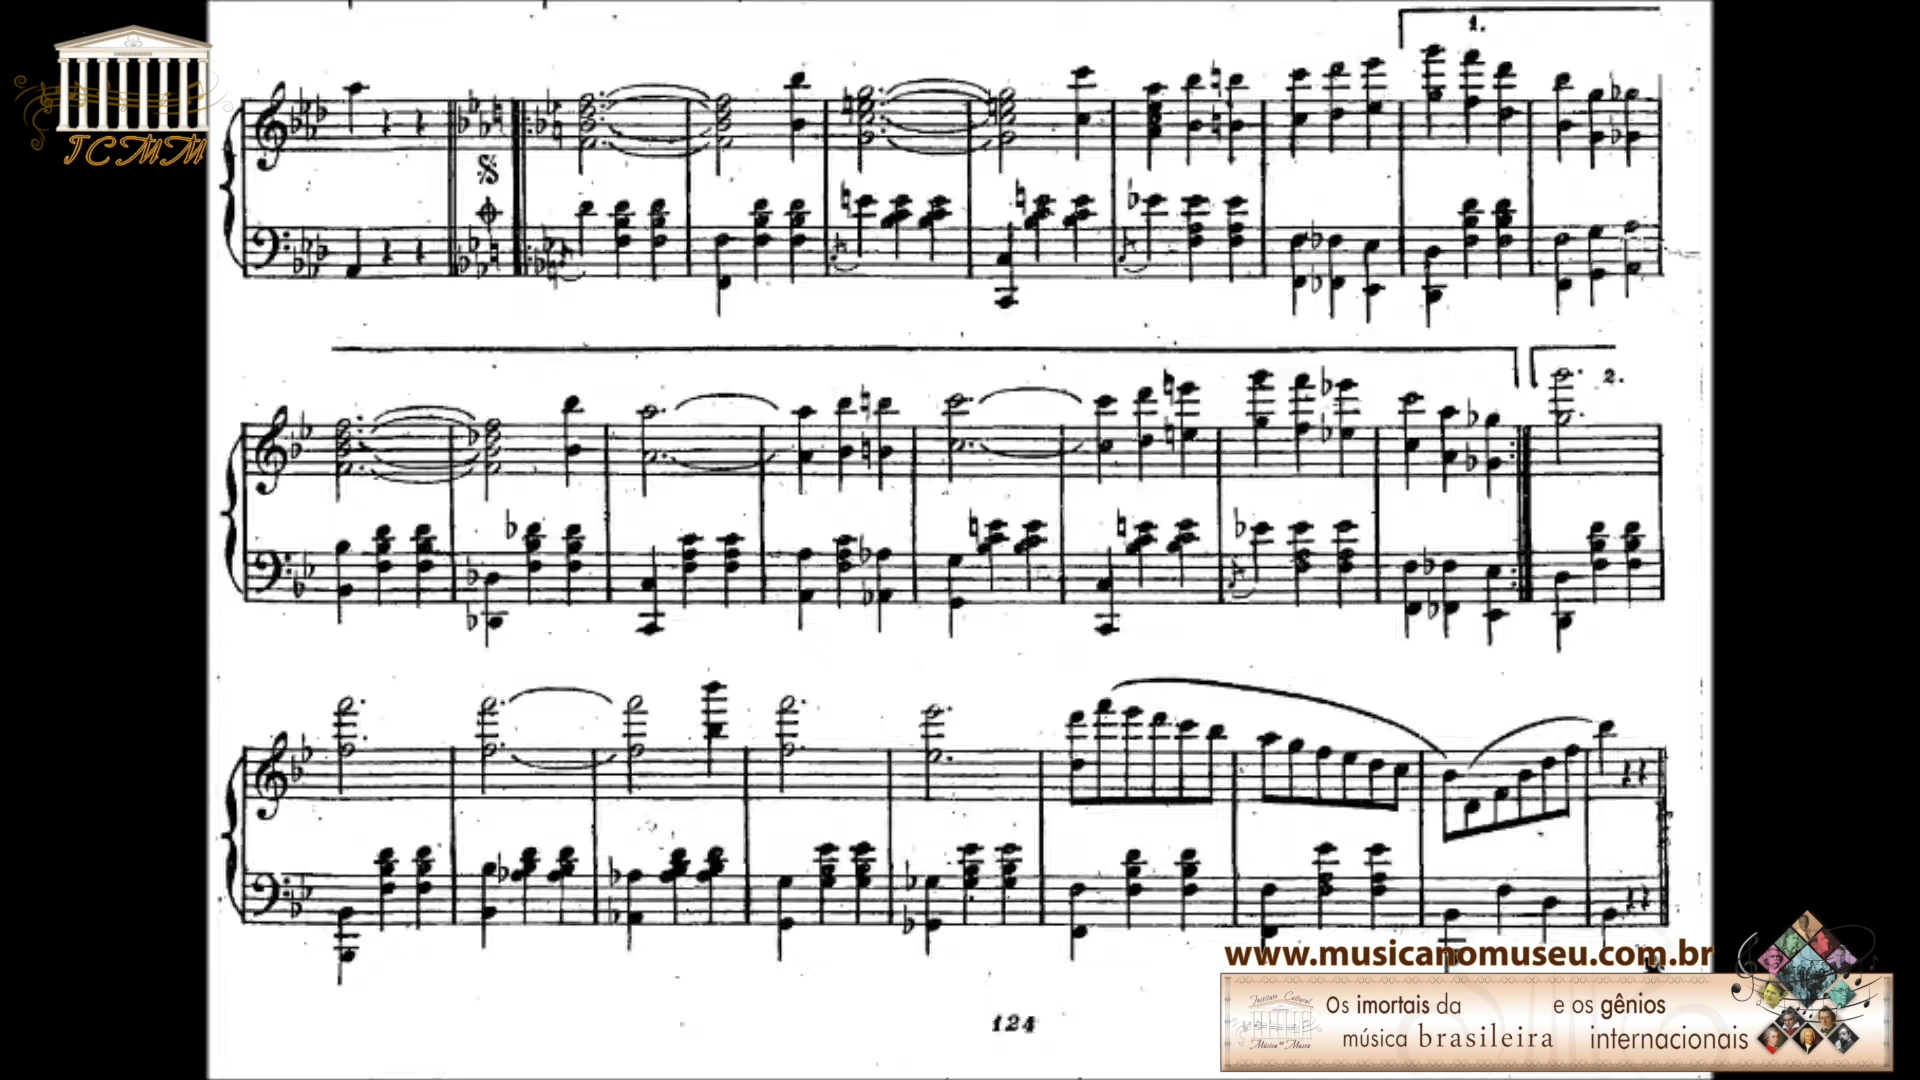 ICMM
1.
2.
124
www.musicanomuseu.com.br
Instituto Cultural
Música no Museu
Os imortais da e os gênios
música brasileira internacionais